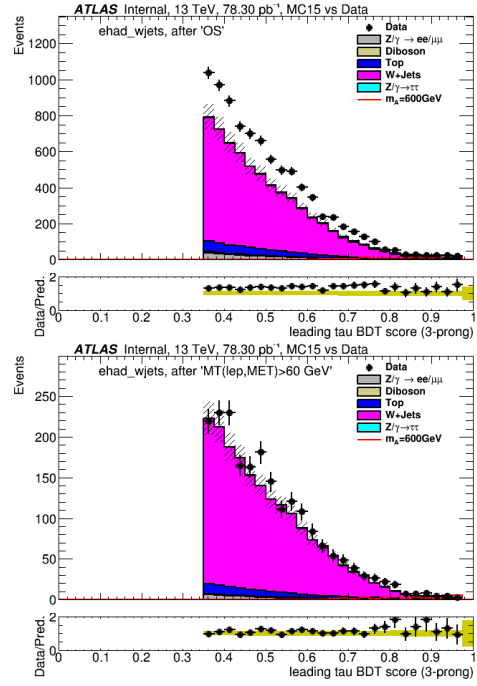 ATLAS Internal, 13 TeV, 78.30 pb⁻¹, MC15 vs Data
Events
ehad_wjets, after 'OS'
Data
Z/γ → ee/μμ
Diboson
Top
W+Jets
Z/γ→ττ
m_A=600GeV
1200
1000
800
600
400
200
0
Data/Pred.
2
0
0 0.1 0.2 0.3 0.4 0.5 0.6 0.7 0.8 0.9 1
leading tau BDT score (3-prong)
ATLAS Internal, 13 TeV, 78.30 pb⁻¹, MC15 vs Data
Events
ehad_wjets, after 'MT(lep,MET)>60 GeV'
Data
Z/γ → ee/μμ
Diboson
Top
W+Jets
Z/γ→ττ
m_A=600GeV
250
200
150
100
50
0
Data/Pred.
2
0
0 0.1 0.2 0.3 0.4 0.5 0.6 0.7 0.8 0.9 1
leading tau BDT score (3-prong)